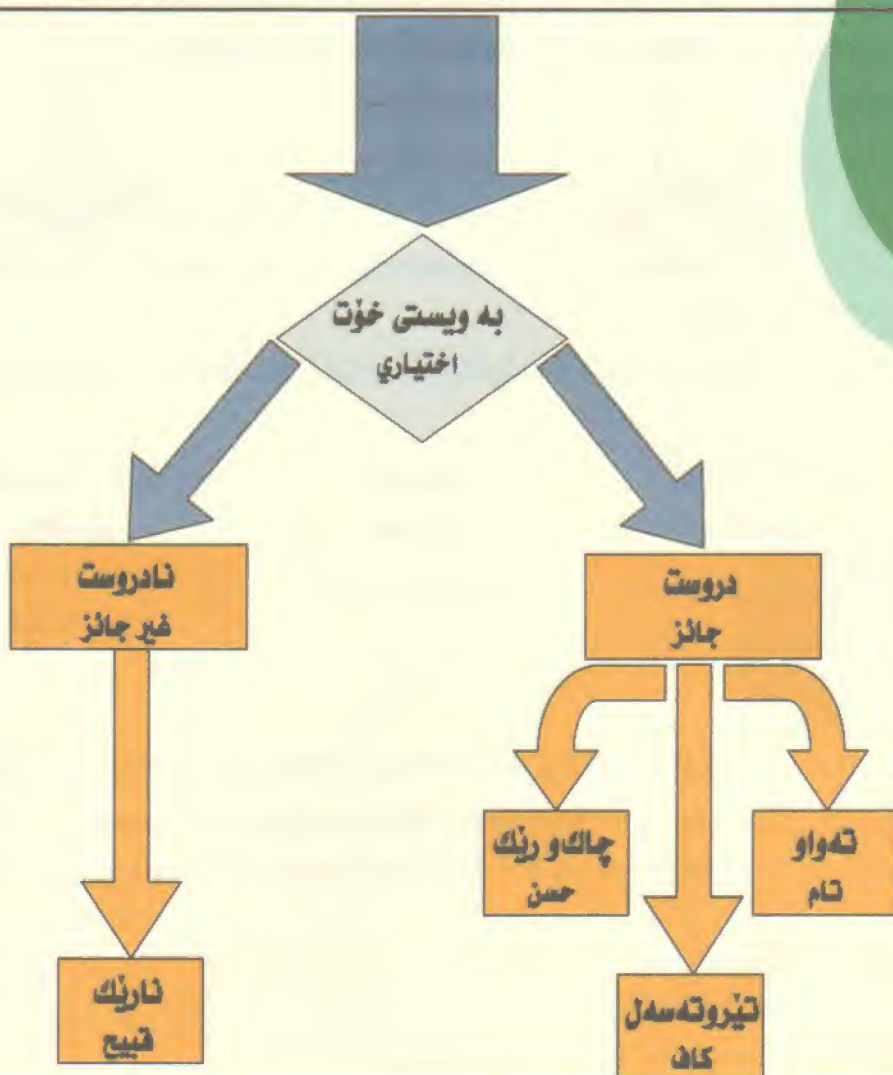 به ویستی خۆت
اختياري
دروست
جائز
نادروست
غير جائز
تەواو
تام
چاك و رێك
حسن
تێروتەسەل
كاف
نارێك
قبيح